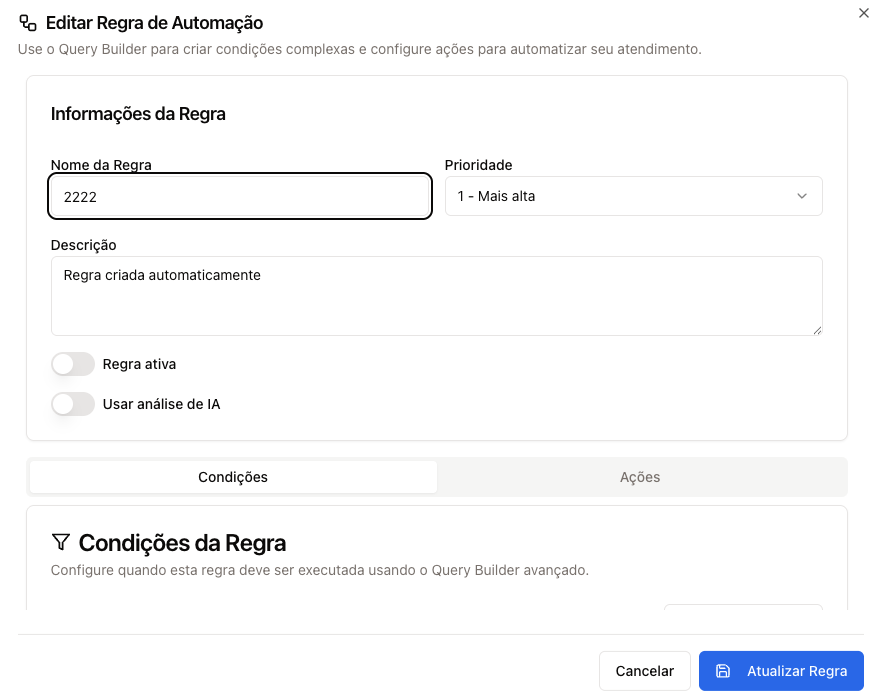 Editar Regra de Automação
Use o Query Builder para criar condições complexas e configure ações para automatizar seu atendimento.
Informações da Regra
Nome da Regra
Prioridade
2222
1 - Mais alta
Descrição
Regra criada automaticamente
Regra ativa
Usar análise de IA
Condições
Ações
Condições da Regra
Configure quando esta regra deve ser executada usando o Query Builder avançado.
Cancelar
Atualizar Regra